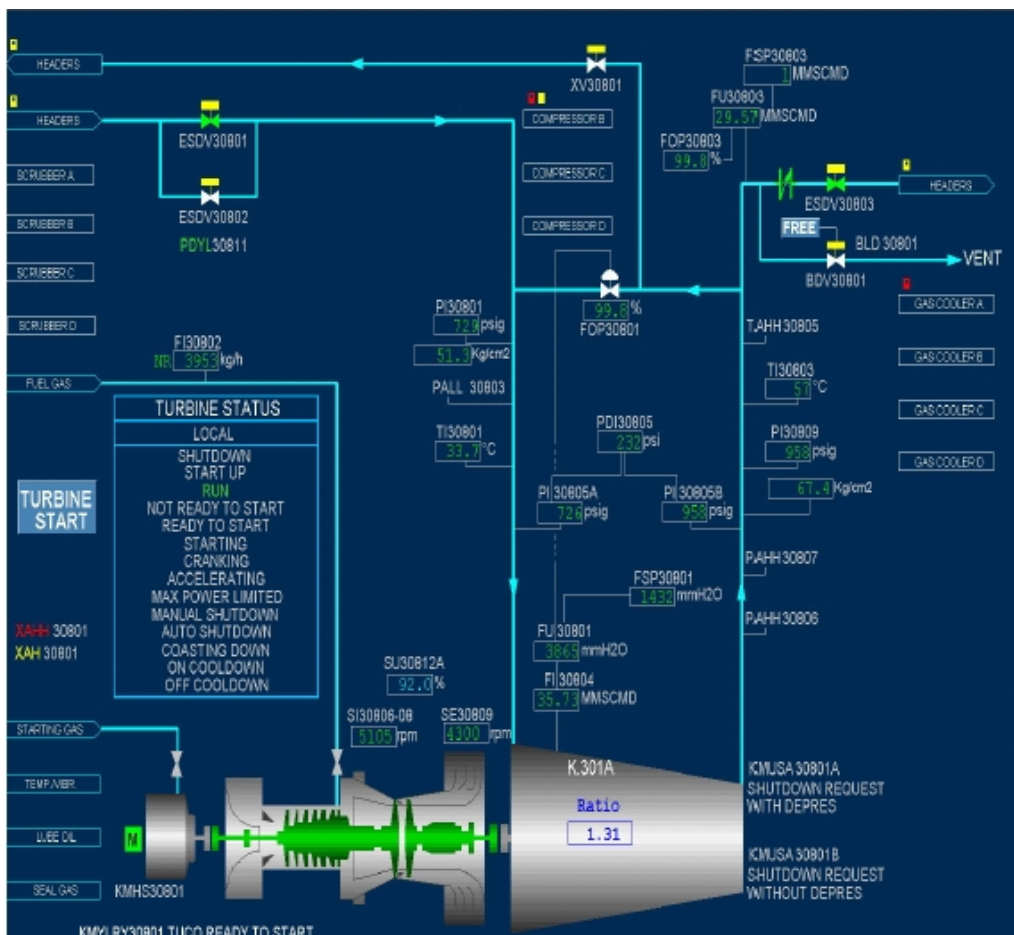 HEADERS
XV30801
FSP30803
1 MMSCMD
FU30803
29.57 MMSCMD
FOP30803
99.8 %
HEADERS
ESDV30801
ESDV30802
PDYL30811
COMPRESSOR B
COMPRESSOR C
COMPRESSOR D
SCRUBBER A
SCRUBBER B
SCRUBBER C
SCRUBBER D
HEADERS
ESDV30803
FREE
BLD 30801
VENT
BDV30801
GAS COOLER A
GAS COOLER B
GAS COOLER C
GAS COOLER D
PI30801
729 psig
51.3 Kg/cm2
99.8 %
FOP30801
T.AHH 30805
FI30802
NR 3953 kg/h
FUEL GAS
PALL 30803
TI30801
33.7 °C
TI30803
57 °C
PDI30805
232 psi
PI30809
958 psig
67.4 Kg/cm2
PI 30805A
726 psig
PI 30805B
958 psig
TURBINE STATUS
LOCAL
SHUTDOWN
START UP
RUN
NOT READY TO START
READY TO START
STARTING
CRANKING
ACCELERATING
MAX POWER LIMITED
MANUAL SHUTDOWN
AUTO SHUTDOWN
COASTING DOWN
ON COOLDOWN
OFF COOLDOWN
TURBINE
START
XAHH 30801
XAH 30801
P.AHH 30807
P.AHH 30806
FSP30801
1432 mmH2O
FU 30801
3865 mmH2O
FI 30804
35.73 MMSCMD
SU30812A
92.0 %
SI30806-08
5105 rpm
SE30809
4300 rpm
STARTING GAS
TEMP./VIBR.
LUBE OIL
SEAL GAS
M
KMHS30801
K.301A
Ratio
1.31
KMUSA 30801A
SHUTDOWN REQUEST
WITH DEPRES
KMUSA 30801B
SHUTDOWN REQUEST
WITHOUT DEPRES
KMYLRY30801 TUCO READY TO START